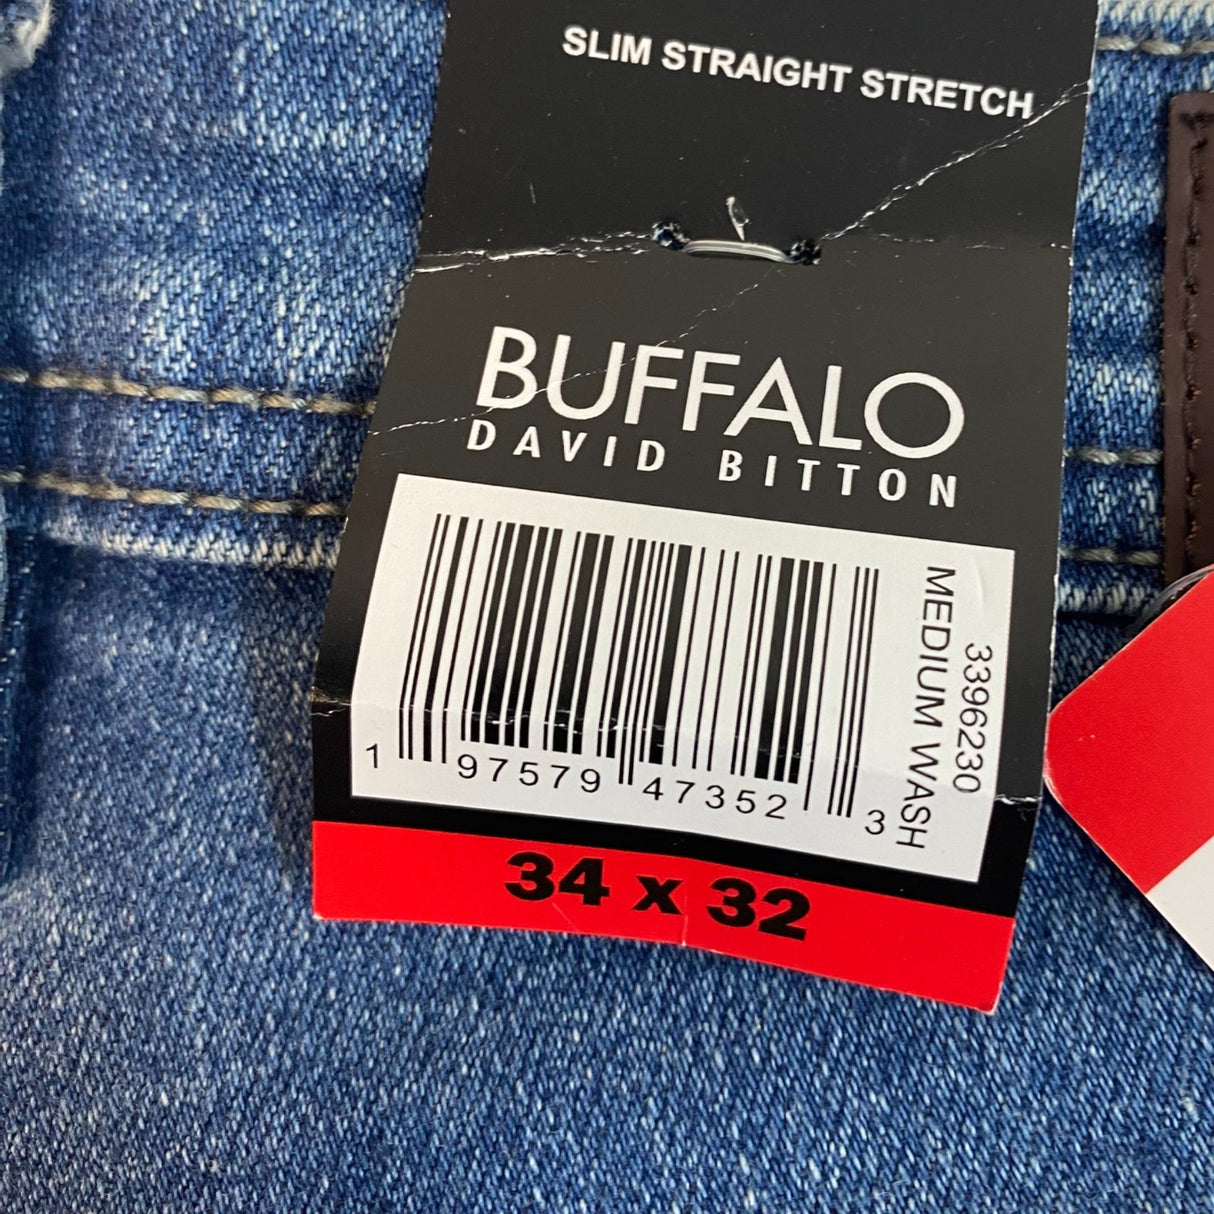 SLIM STRAIGHT STRETCH
BUFFALO
DAVID BITTON
3396230
MEDIUM WASH
1 97579 47352 3
34 x 32